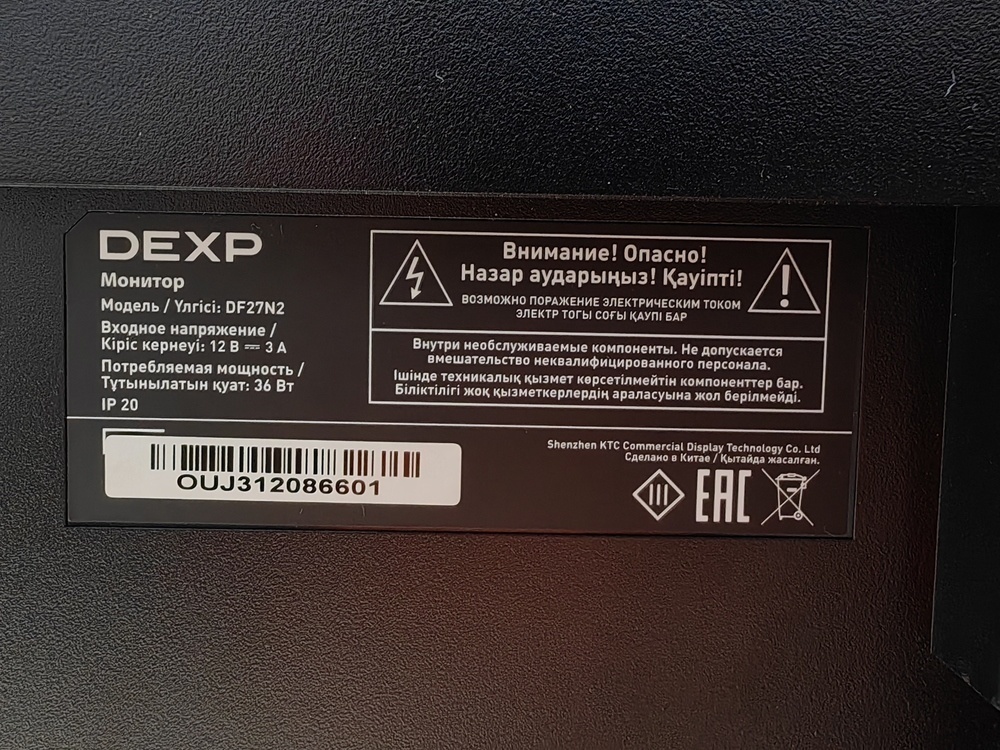 DEXP
Монитор
Модель / Үлгісі: DF27N2
Входное напряжение /
Кіріс кернеуі: 12 В ⎓ 3 А
Потребляемая мощность /
Тұтынылатын қуат: 36 Вт
IP 20
Внимание! Опасно!
Назар аударыңыз! Қауіпті!
ВОЗМОЖНО ПОРАЖЕНИЕ ЭЛЕКТРИЧЕСКИМ ТОКОМ
ЭЛЕКТР ТОГЫ СОҒЫ ҚАУПІ БАР
Внутри необслуживаемые компоненты. Не допускается
вмешательство неквалифицированного персонала.
Ішінде техникалық қызмет көрсетілмейтін компоненттер бар.
Біліктілігі жоқ қызметкерлердің араласуына жол берілмейді.
OUJ312086601
Shenzhen KTC Commercial Display Technology Co. Ltd
Сделано в Китае / Қытайда жасалған.
EAC